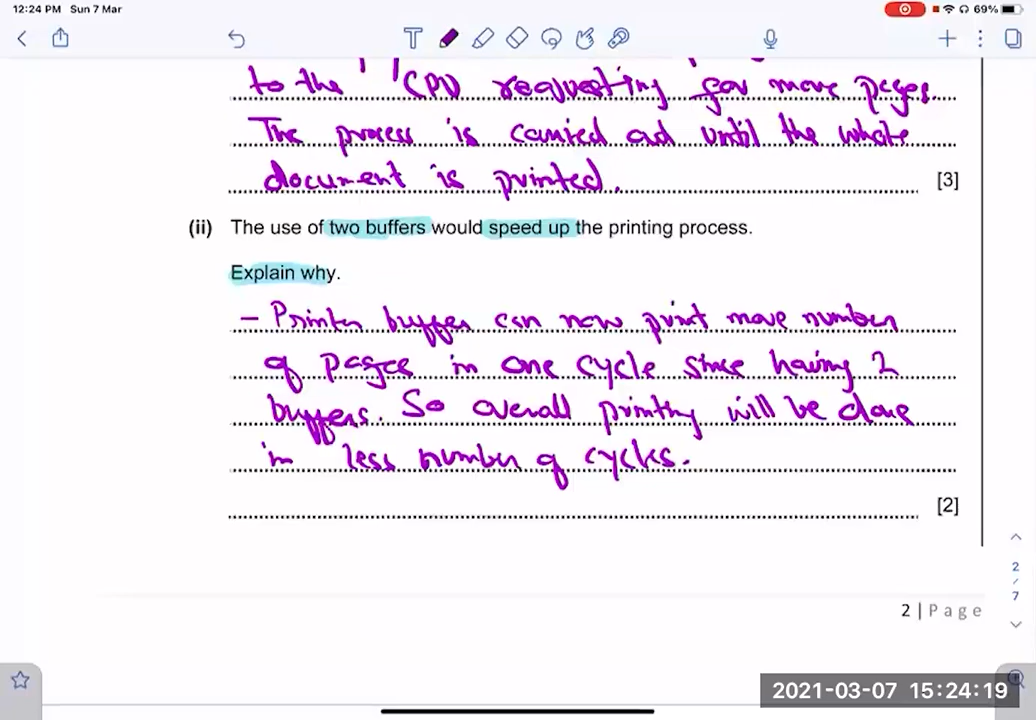 12:24 PM Sun 7 Mar 69%
to the CPU requesting for more pages.
The process is carried out until the whole
document is printed. [3]
(ii) The use of two buffers would speed up the printing process.
Explain why.
– Printer buffer can now print more number
of pages in one cycle since having 2
buffers. So overall printing will be done
in less number of cycles.
[2]
2
/
7
2 | Page
2021-03-07 15:24:19